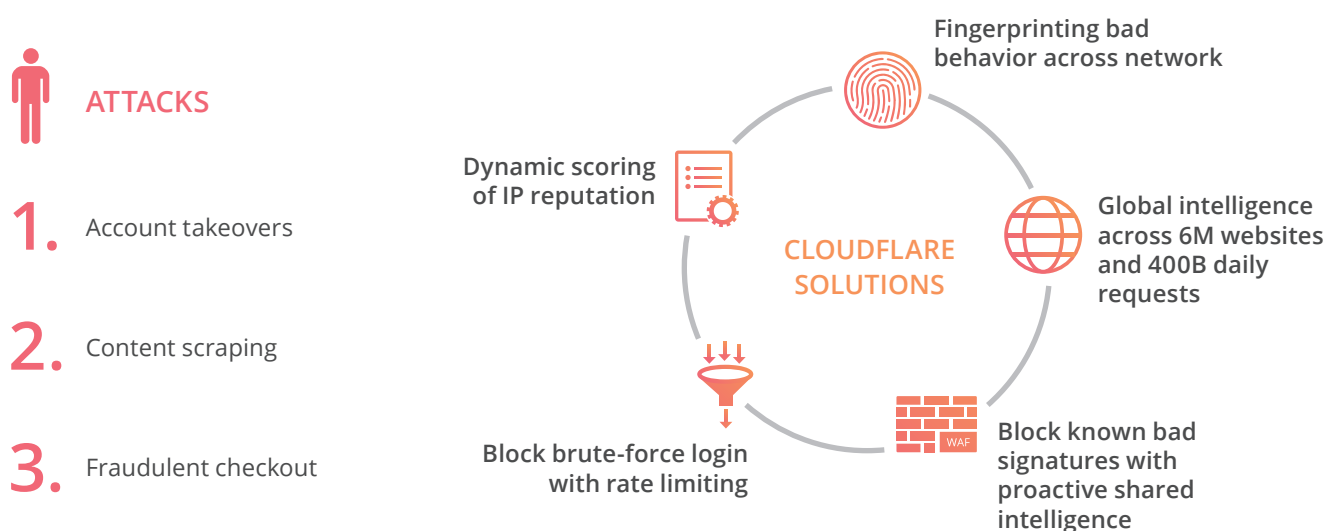 ATTACKS
1. Account takeovers
2. Content scraping
3. Fraudulent checkout
CLOUDFLARE
SOLUTIONS
Fingerprinting bad
behavior across network
Global intelligence
across 6M websites
and 400B daily
requests
WAF
Block known bad
signatures with
proactive shared
intelligence
Block brute-force login
with rate limiting
Dynamic scoring
of IP reputation